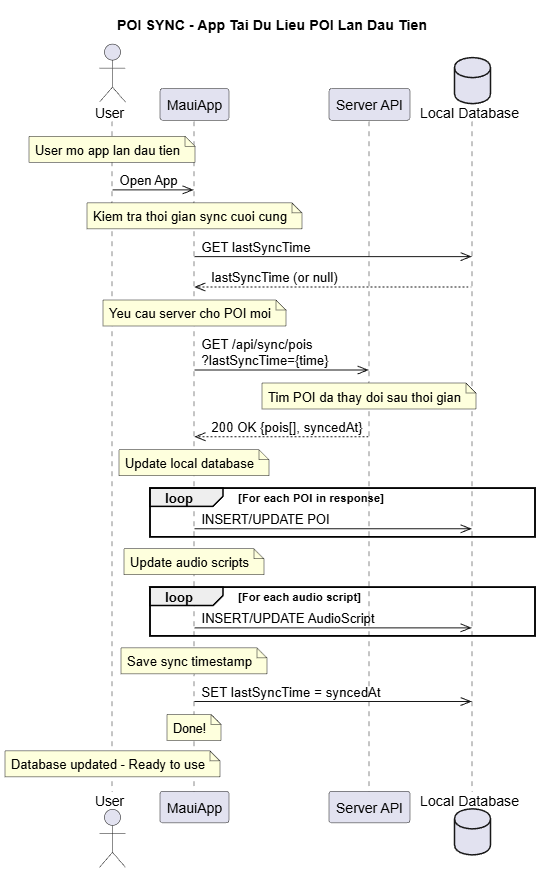 POI SYNC - App Tai Du Lieu POI Lan Dau Tien
User
MauiApp
Server API
Local Database
User mo app lan dau tien
Open App
Kiem tra thoi gian sync cuoi cung
GET lastSyncTime
lastSyncTime (or null)
Yeu cau server cho POI moi
GET /api/sync/pois
?lastSyncTime={time}
Tim POI da thay doi sau thoi gian
200 OK {pois[], syncedAt}
Update local database
loop [For each POI in response]
INSERT/UPDATE POI
Update audio scripts
loop [For each audio script]
INSERT/UPDATE AudioScript
Save sync timestamp
SET lastSyncTime = syncedAt
Done!
Database updated - Ready to use
User
MauiApp
Server API
Local Database